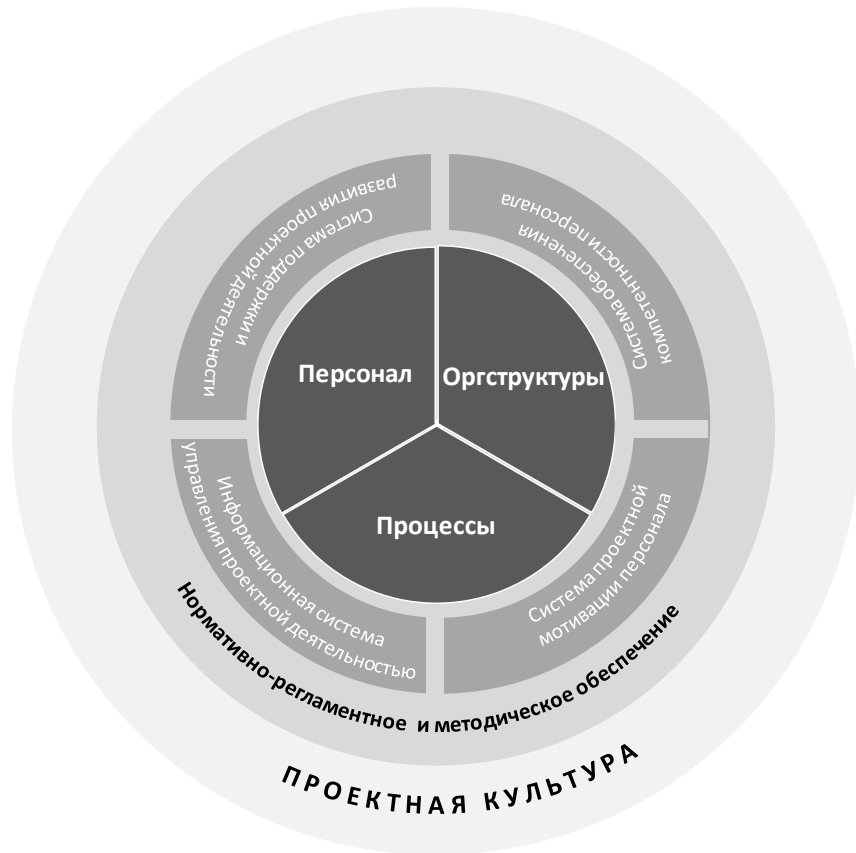 Система поддержки и
развития проектной деятельности
Система обеспечения
компетентности персонала
Персонал
Оргструктуры
Процессы
Информационная система
управления проектной деятельностью
Система проектной
мотивации персонала
Нормативно-регламентное и методическое обеспечение
ПРОЕКТНАЯ КУЛЬТУРА